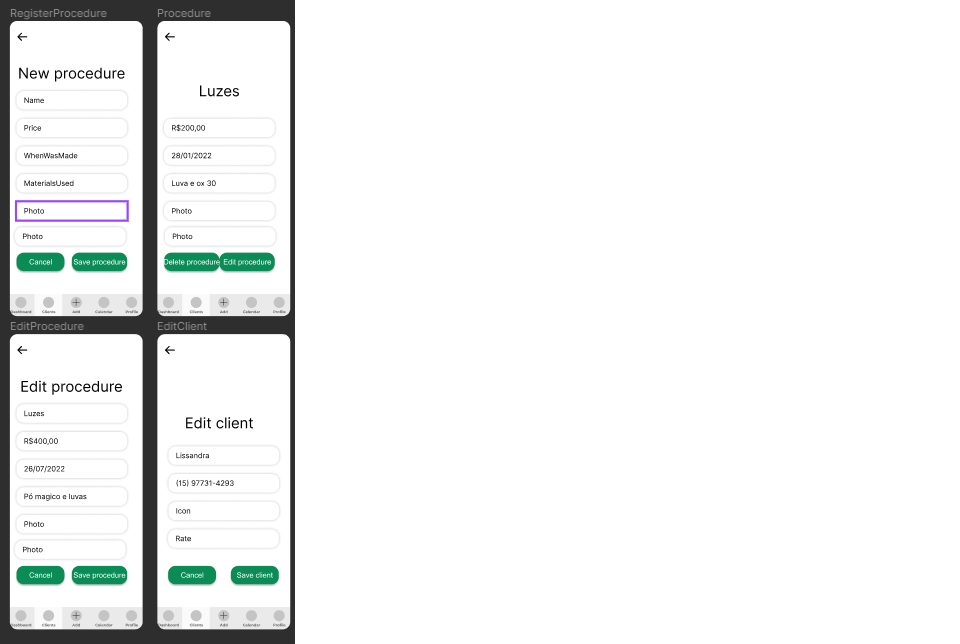 RegisterProcedure
New procedure
Name
Price
WhenWasMade
MaterialsUsed
Photo
Photo
Cancel
Save procedure
Dashboard
Clients
Add
Calendar
Profile
Procedure
Luzes
R$200,00
28/01/2022
Luva e ox 30
Photo
Photo
Delete procedure
Edit procedure
Dashboard
Clients
Add
Calendar
Profile
EditProcedure
Edit procedure
Luzes
R$400,00
26/07/2022
Pó magico e luvas
Photo
Photo
Cancel
Save procedure
Dashboard
Clients
Add
Calendar
Profile
EditClient
Edit client
Lissandra
(15) 97731-4293
Icon
Rate
Cancel
Save client
Dashboard
Clients
Add
Calendar
Profile